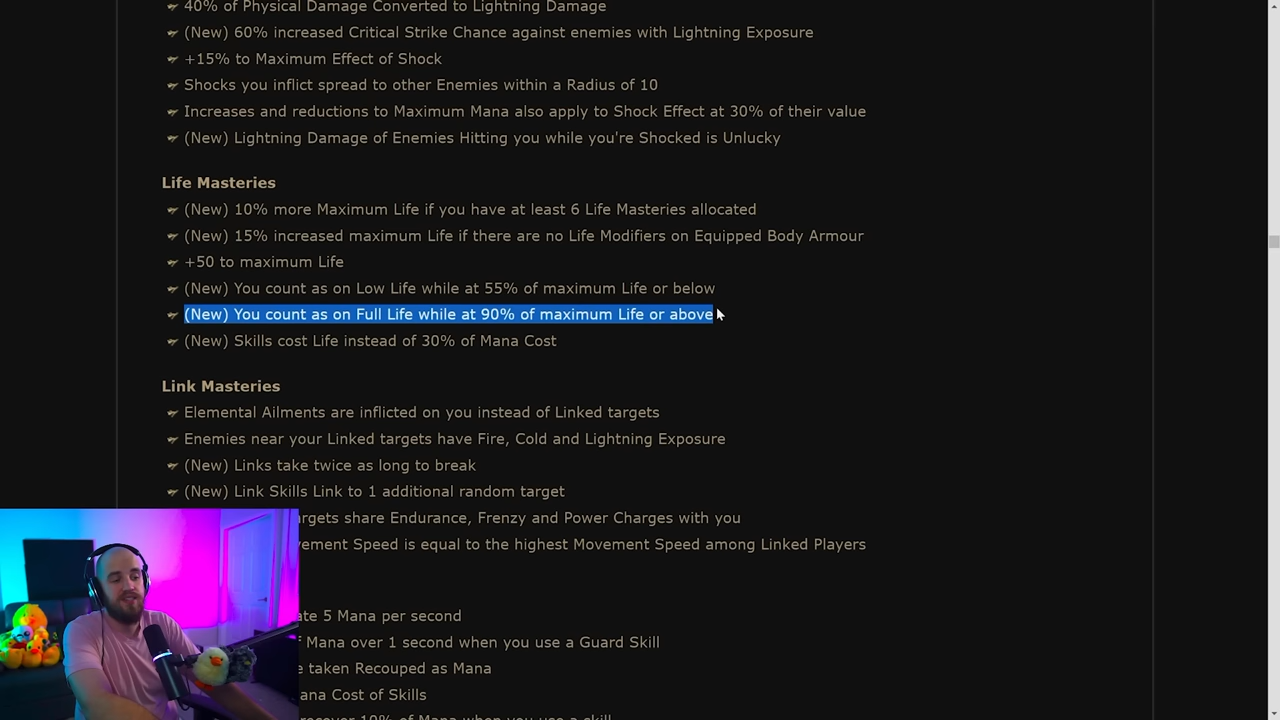 40% of Physical Damage Converted to Lightning Damage
(New) 60% increased Critical Strike Chance against enemies with Lightning Exposure
+15% to Maximum Effect of Shock
Shocks you inflict spread to other Enemies within a Radius of 10
Increases and reductions to Maximum Mana also apply to Shock Effect at 30% of their value
(New) Lightning Damage of Enemies Hitting you while you're Shocked is Unlucky
Life Masteries
(New) 10% more Maximum Life if you have at least 6 Life Masteries allocated
(New) 15% increased maximum Life if there are no Life Modifiers on Equipped Body Armour
+50 to maximum Life
(New) You count as on Low Life while at 55% of maximum Life or below
(New) You count as on Full Life while at 90% of maximum Life or above
(New) Skills cost Life instead of 30% of Mana Cost
Link Masteries
Elemental Ailments are inflicted on you instead of Linked targets
Enemies near your Linked targets have Fire, Cold and Lightning Exposure
(New) Links take twice as long to break
(New) Link Skills Link to 1 additional random target
share Endurance, Frenzy and Power Charges with you
Speed is equal to the highest Movement Speed among Linked Players
5 Mana per second
Mana over 1 second when you use a Guard Skill
taken Recouped as Mana
Cost of Skills
recover 10% of Mana when you use a skill